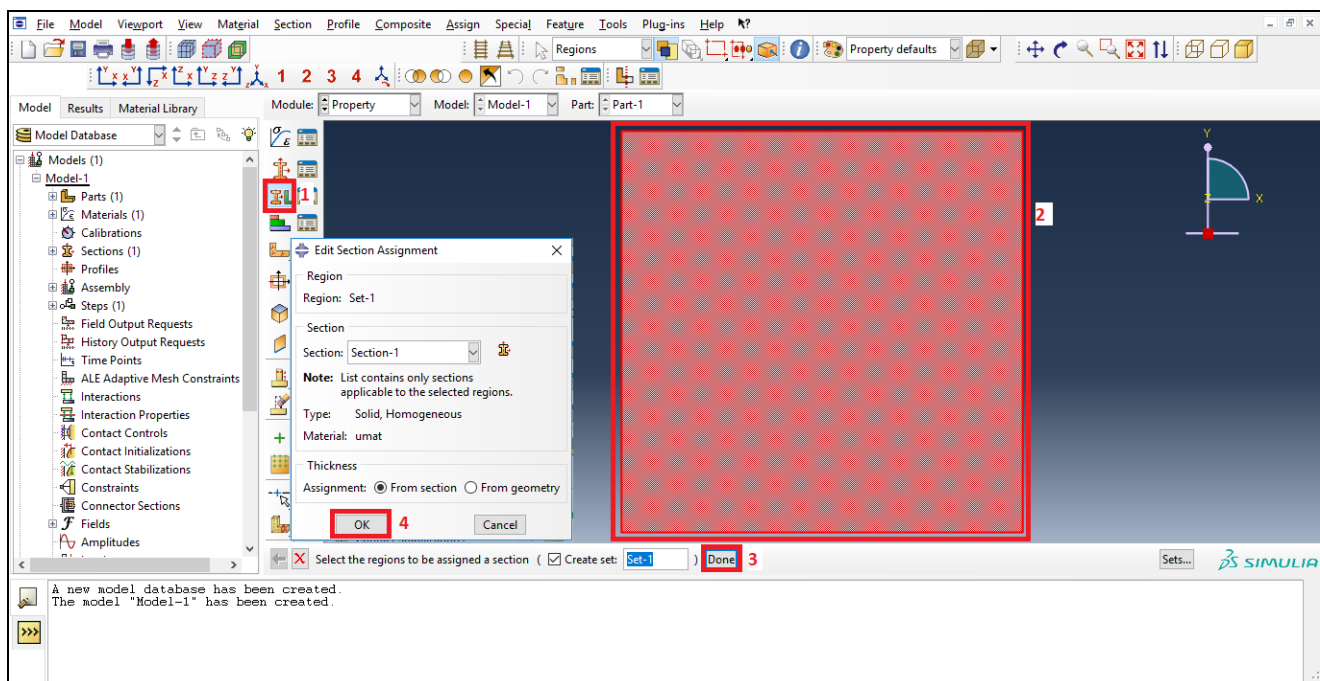 File Model Viewport View Material Section Profile Composite Assign Special Feature Tools Plug-ins Help
Regions Property defaults
1 2 3 4
Model Results Material Library
Module: Property Model: Model-1 Part: Part-1
Model Database
Models (1)
Model-1
Parts (1)
Materials (1)
Calibrations
Sections (1)
Profiles
Assembly
Steps (1)
Field Output Requests
History Output Requests
Time Points
ALE Adaptive Mesh Constraints
Interactions
Interaction Properties
Contact Controls
Contact Initializations
Contact Stabilizations
Constraints
Connector Sections
Fields
Amplitudes
1
Edit Section Assignment
Region
Region: Set-1
Section
Section: Section-1
Note: List contains only sections
applicable to the selected regions.
Type: Solid, Homogeneous
Material: umat
Thickness
Assignment: From section From geometry
OK 4 Cancel
2
Y
Z X
Select the regions to be assigned a section ( Create set: Set-1 ) Done 3
Sets... SIMULIA
A new model database has been created.
The model "Model-1" has been created.
>>>